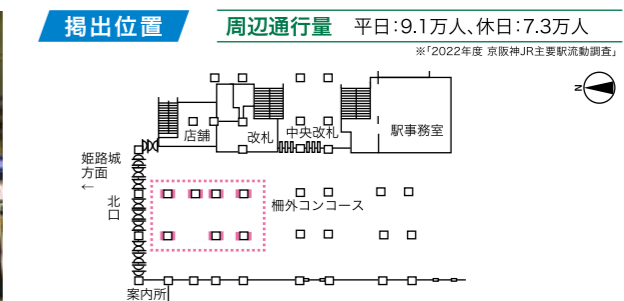 掲出位置
周辺通行量 平日:9.1万人、休日:7.3万人
※「2022年度 京阪神JR主要駅流動調査」
N
店舗
改札
中央改札
駅事務室
姫路城
方面
←
北口
柵外コンコース
案内所